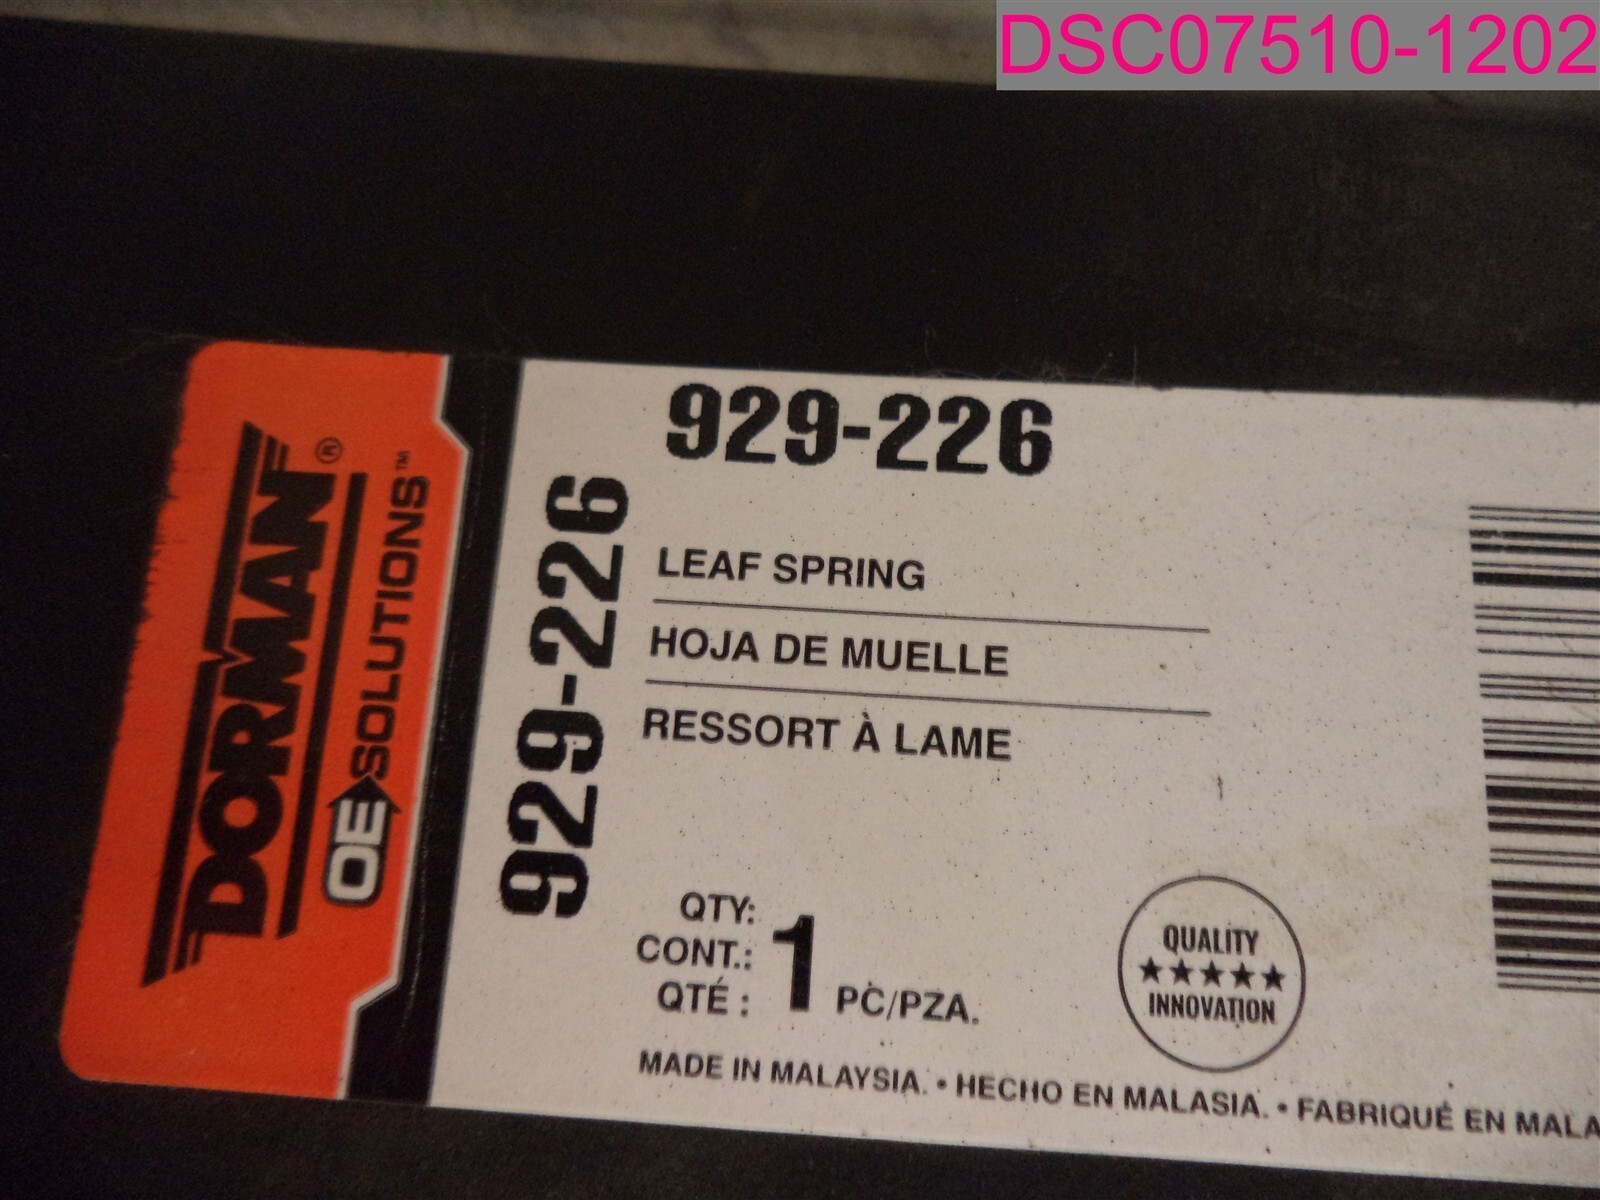 DSC07510-1202
DORMAN®
OE SOLUTIONS™
929-226
929-226
LEAF SPRING
HOJA DE MUELLE
RESSORT À LAME
QTY:
CONT.: 1 PC/PZA.
QTÉ :
QUALITY
★★★★★
INNOVATION
MADE IN MALAYSIA. • HECHO EN MALASIA. • FABRIQUÉ EN MALA